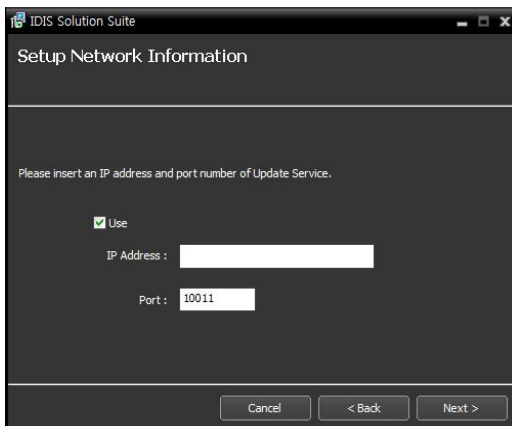 IDIS Solution Suite
Setup Network Information
Please insert an IP address and port number of Update Service.
Use
IP Address :
Port : 10011
Cancel < Back Next >